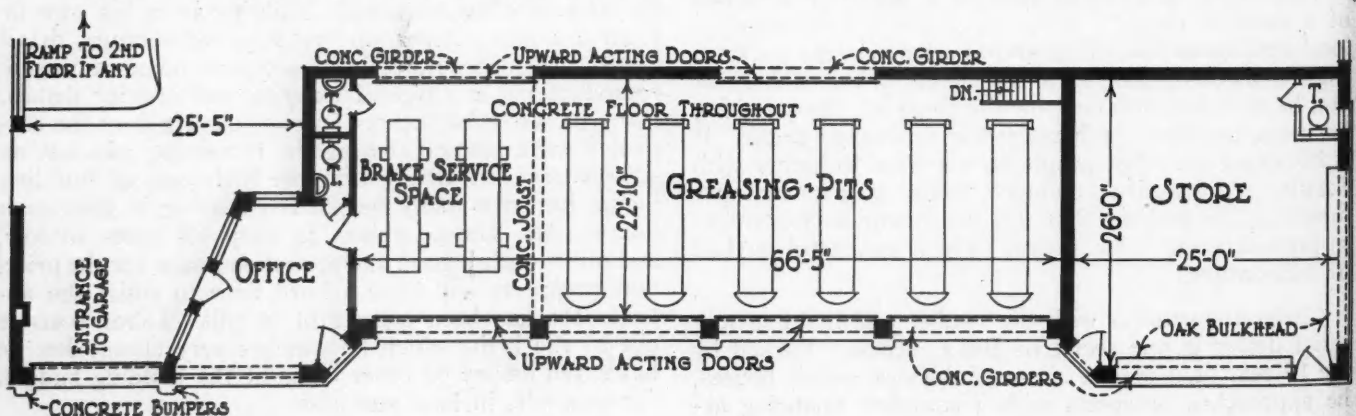 RAMP TO 2ND
FLOOR IF ANY
CONC. GIRDER
UPWARD ACTING DOORS
CONC. GIRDER
25'-5"
T.
CONCRETE FLOOR THROUGHOUT
DN.
T.
BRAKE SERVICE
SPACE
CONC. JOIST
22'-10"
GREASING-PITS
26'-0"
STORE
T.
66'-5"
25'-0"
OFFICE
ENTRANCE
TO GARAGE
UPWARD ACTING DOORS
CONC. GIRDERS
OAK BULKHEAD
CONCRETE BUMPERS